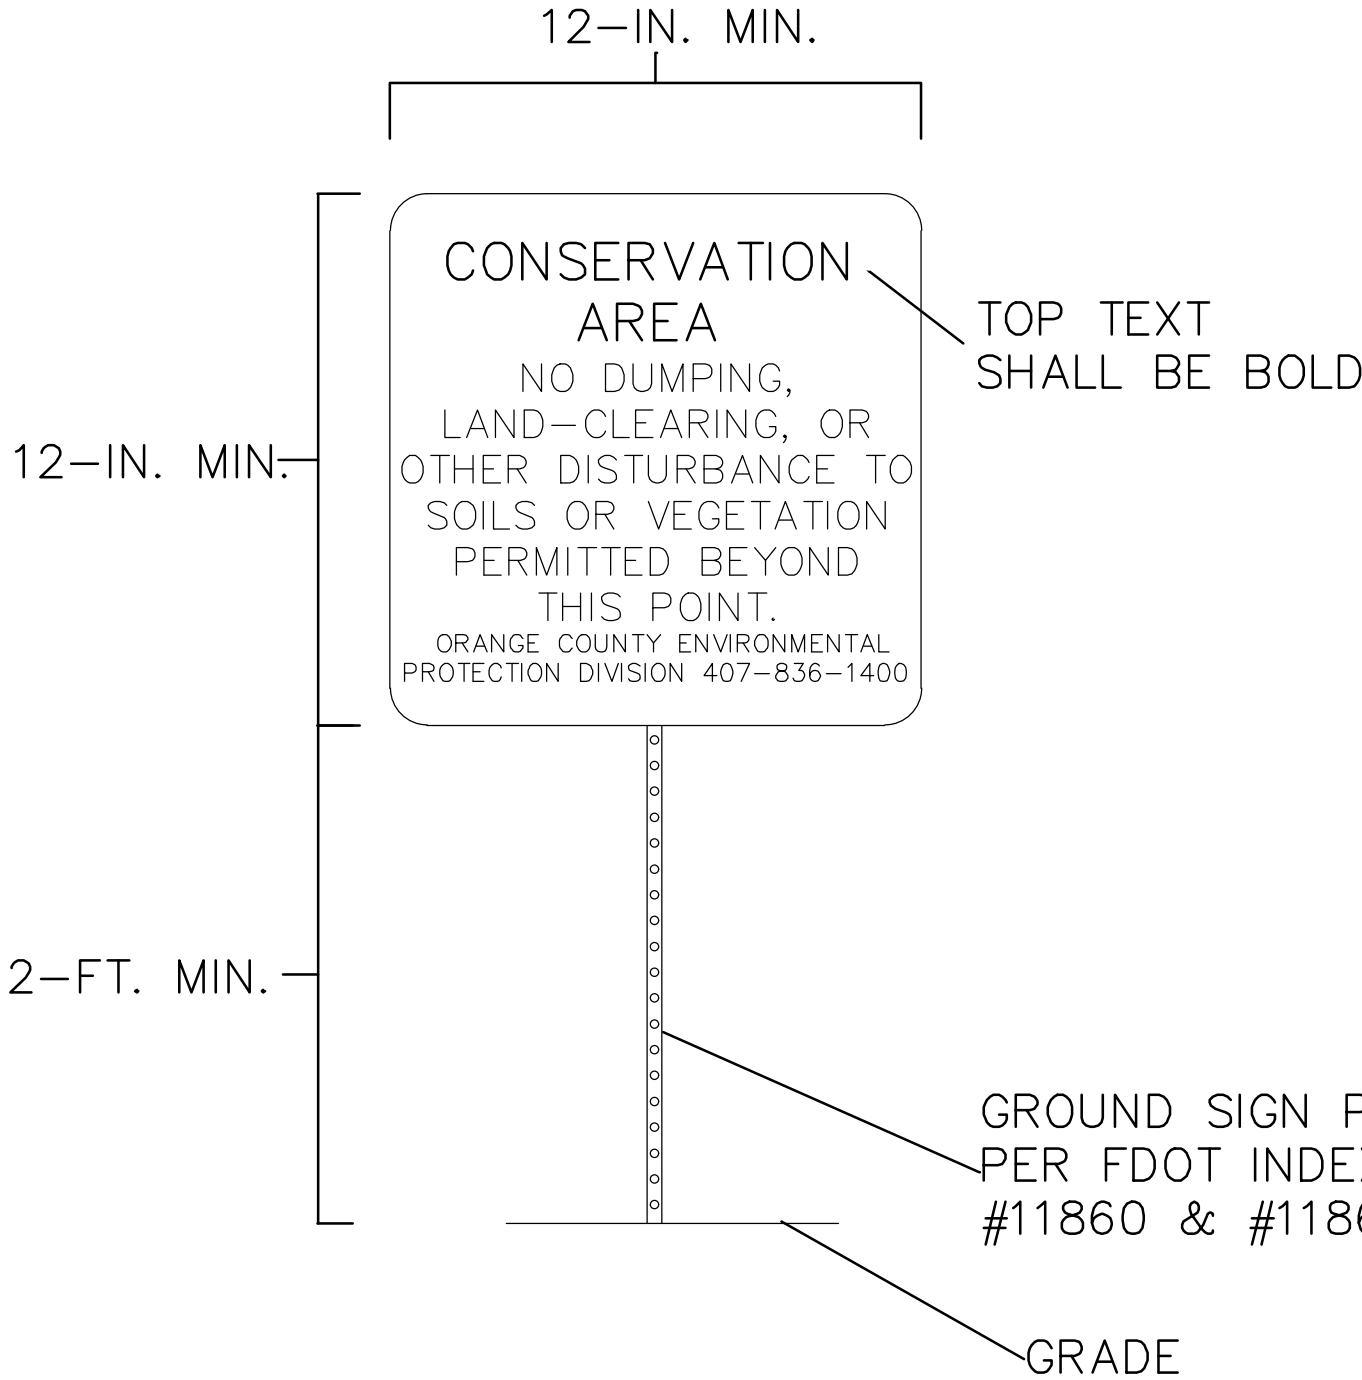 12-IN. MIN.
CONSERVATION
AREA
NO DUMPING,
LAND-CLEARING, OR
OTHER DISTURBANCE TO
SOILS OR VEGETATION
PERMITTED BEYOND
THIS POINT.
ORANGE COUNTY ENVIRONMENTAL
PROTECTION DIVISION 407-836-1400
TOP TEXT
SHALL BE BOLD
12-IN. MIN.
2-FT. MIN.
GROUND SIGN
PER FDOT
#11860 &
GRADE